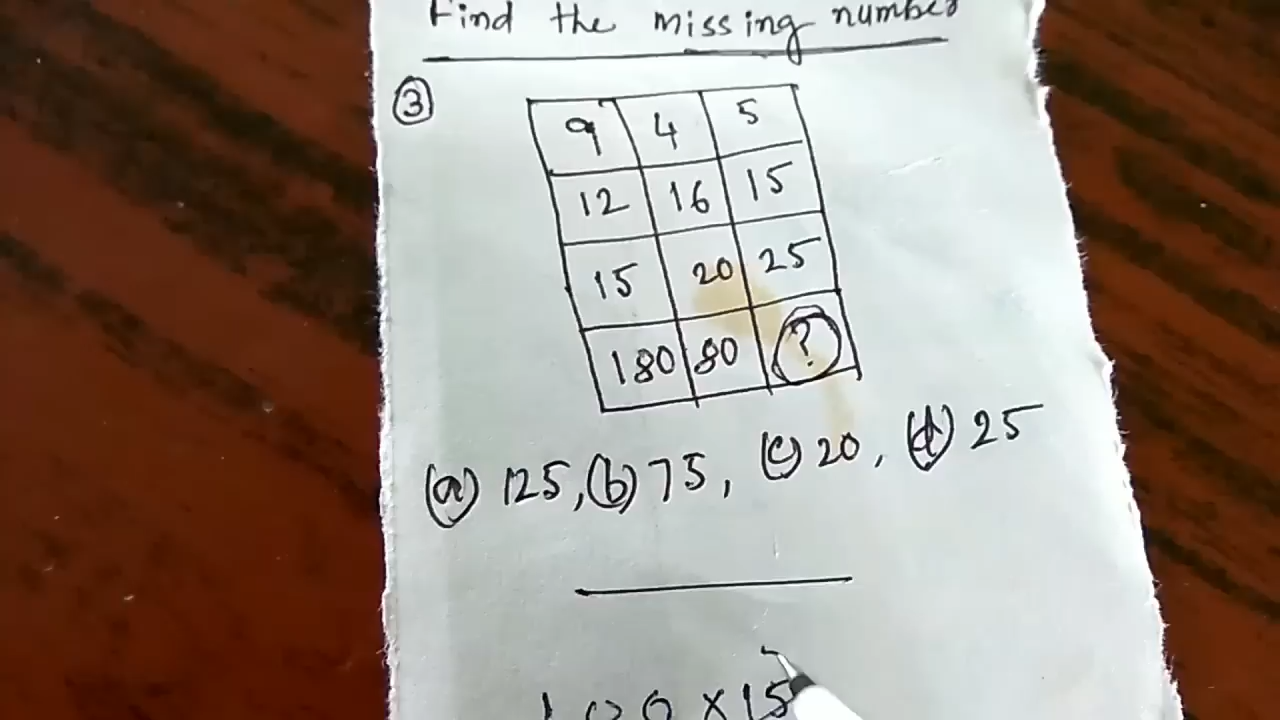 Find the missing number
3
9 4 5
12 16 15
15 20 25
180 80 ?
(a) 125, (b) 75, (c) 20, (d) 25
× 15